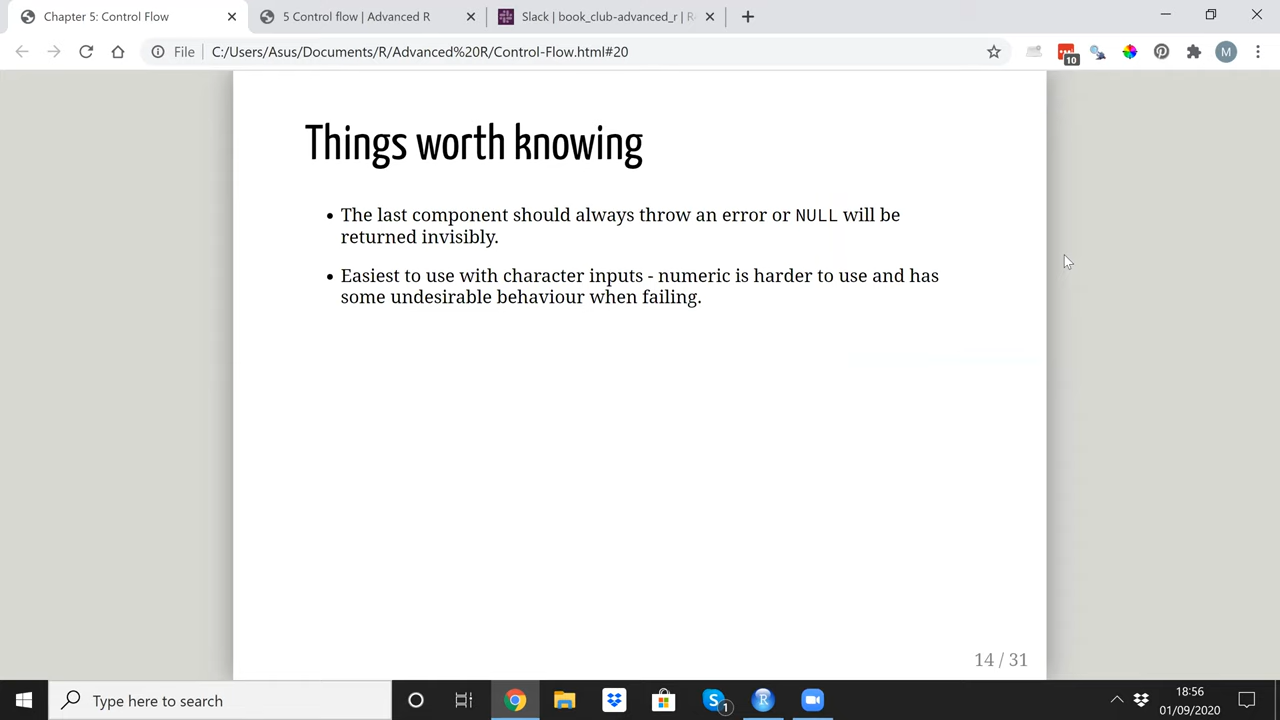 Chapter 5: Control Flow
5 Control flow | Advanced R
Slack | book_club-advanced_r | R
File
C:/Users/Asus/Documents/R/Advanced%20R/Control-Flow.html#20
10
M
Things worth knowing
• The last component should always throw an error or NULL will be
returned invisibly.
• Easiest to use with character inputs - numeric is harder to use and has
some undesirable behaviour when failing.
14 / 31
Type here to search
S
1
R
18:56
01/09/2020